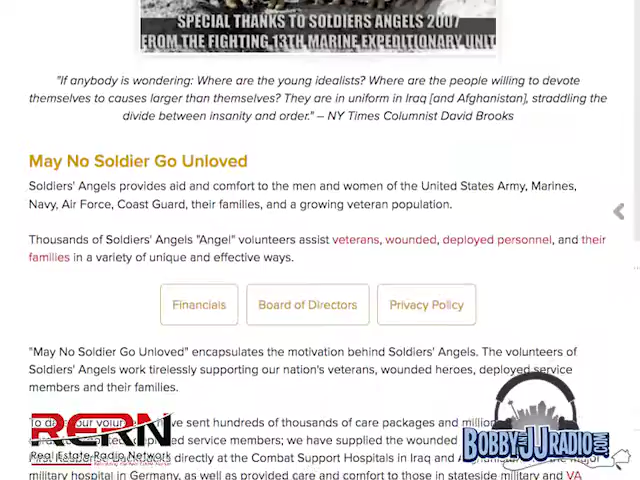 SPECIAL THANKS TO SOLDIERS ANGELS 2007
FROM THE FIGHTING 13TH MARINE EXPEDITIONARY UNIT
"If anybody is wondering: Where are the young idealists? Where are the people willing to devote
themselves to causes larger than themselves? They are in uniform in Iraq [and Afghanistan], straddling the
divide between insanity and order." – NY Times Columnist David Brooks
May No Soldier Go Unloved
Soldiers' Angels provides aid and comfort to the men and women of the United States Army, Marines,
Navy, Air Force, Coast Guard, their families, and a growing veteran population.
Thousands of Soldiers' Angels "Angel" volunteers assist veterans, wounded, deployed personnel, and their
families in a variety of unique and effective ways.
Financials
Board of Directors
Privacy Policy
"May No Soldier Go Unloved" encapsulates the motivation behind Soldiers' Angels. The volunteers of
Soldiers' Angels work tirelessly supporting our nation's veterans, wounded heroes, deployed service
members and their families.
To sent hundreds of thousands of care packages and
service members; we have supplied the wounded
First Response Backpacks directly at the Combat Support Hospitals in Iraq and major
military hospital in Germany, as well as provided care and comfort to those in stateside military and VA
RERN
Real Estate Radio Network
BOBBYANDJJRADIO.COM